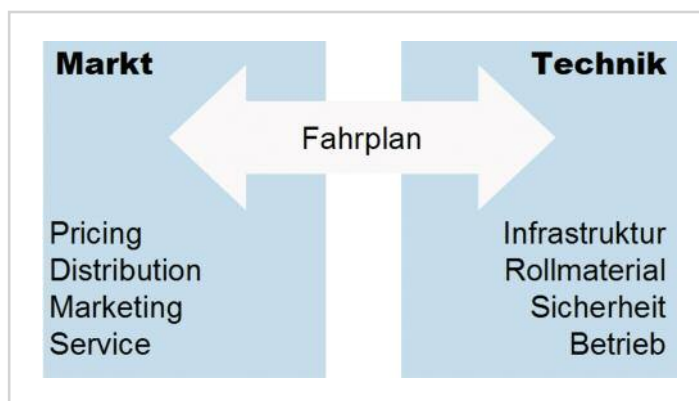 Markt
Technik
Fahrplan
Pricing
Distribution
Marketing
Service
Infrastruktur
Rollmaterial
Sicherheit
Betrieb